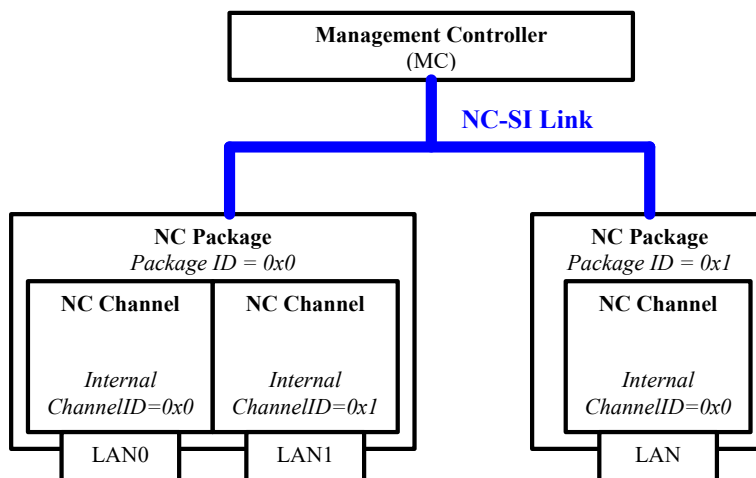 Management Controller
(MC)
NC-SI Link
NC Package
Package ID = 0x0
NC Channel
Internal
ChannelID=0x0
NC Channel
Internal
ChannelID=0x1
LAN0
LAN1
NC Package
Package ID = 0x1
NC Channel
Internal
ChannelID=0x0
LAN